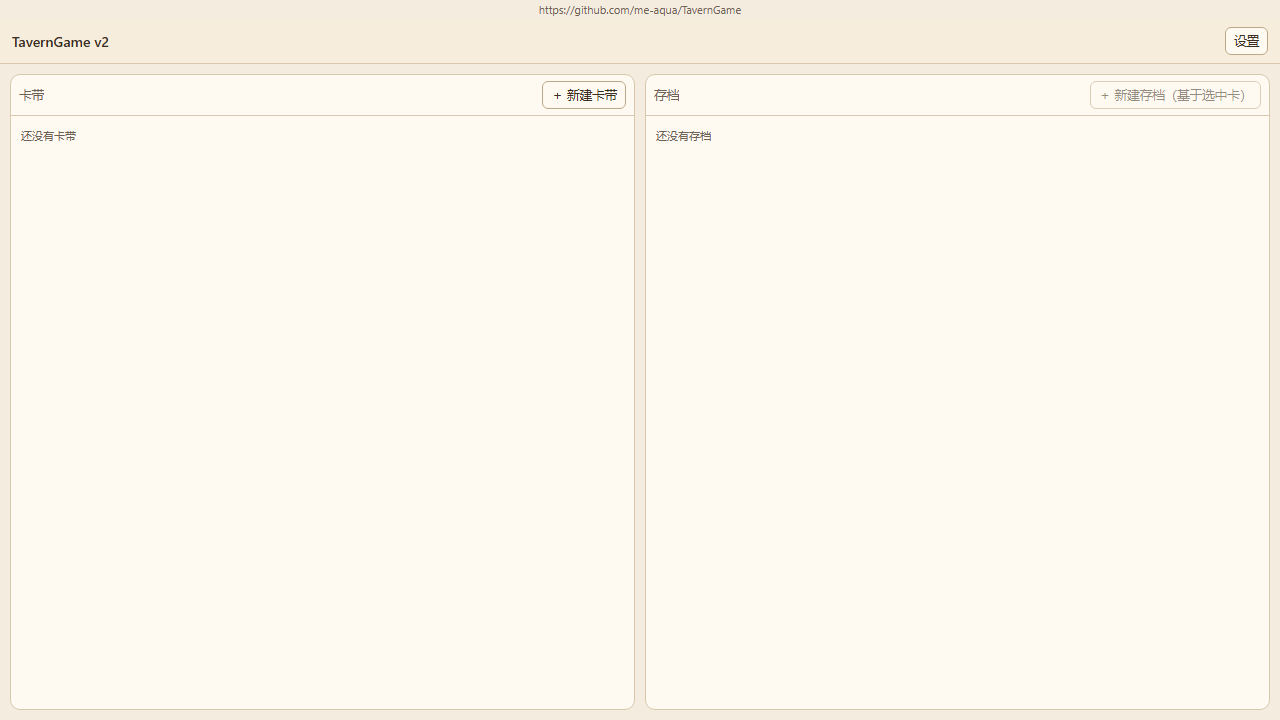 https://github.com/me-aqua/TavernGame
TavernGame v2
设置
卡带
+ 新建卡带
存档
+ 新建存档（基于选中卡）
还没有卡带
还没有存档